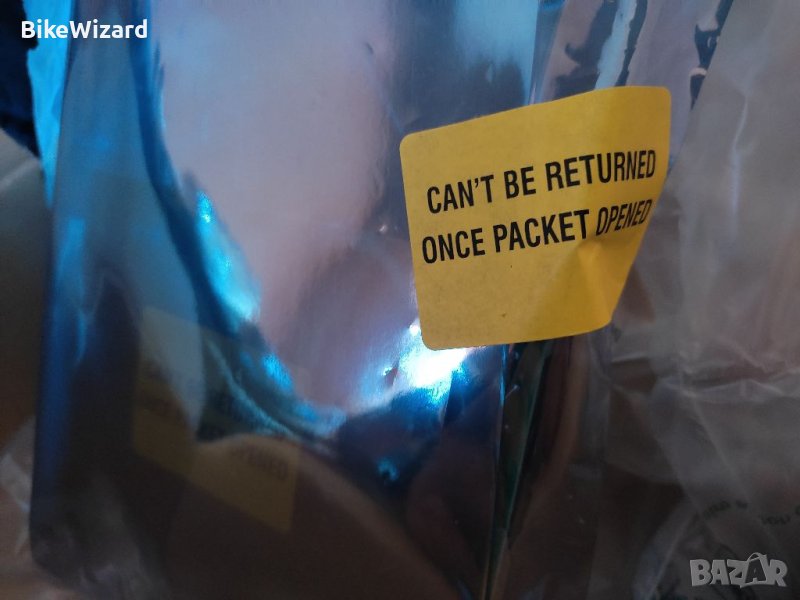 BikeWizard
CAN'T BE RETURNED
ONCE PACKET OPENED
BAZAR